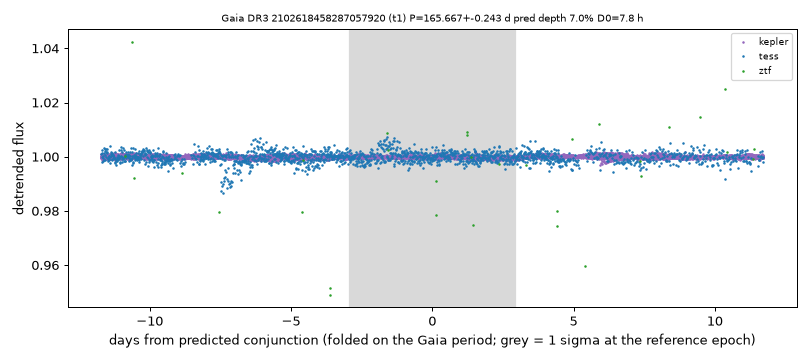 Gaia DR3 2102618458287057920 (t1) P=165.667+-0.243 d pred depth 7.0% D0=7.8 h
kepler
tess
ztf
1.04
1.02
1.00
0.98
0.96
detrended flux
−10
−5
0
5
10
days from predicted conjunction (folded on the Gaia period; grey = 1 sigma at the reference epoch)